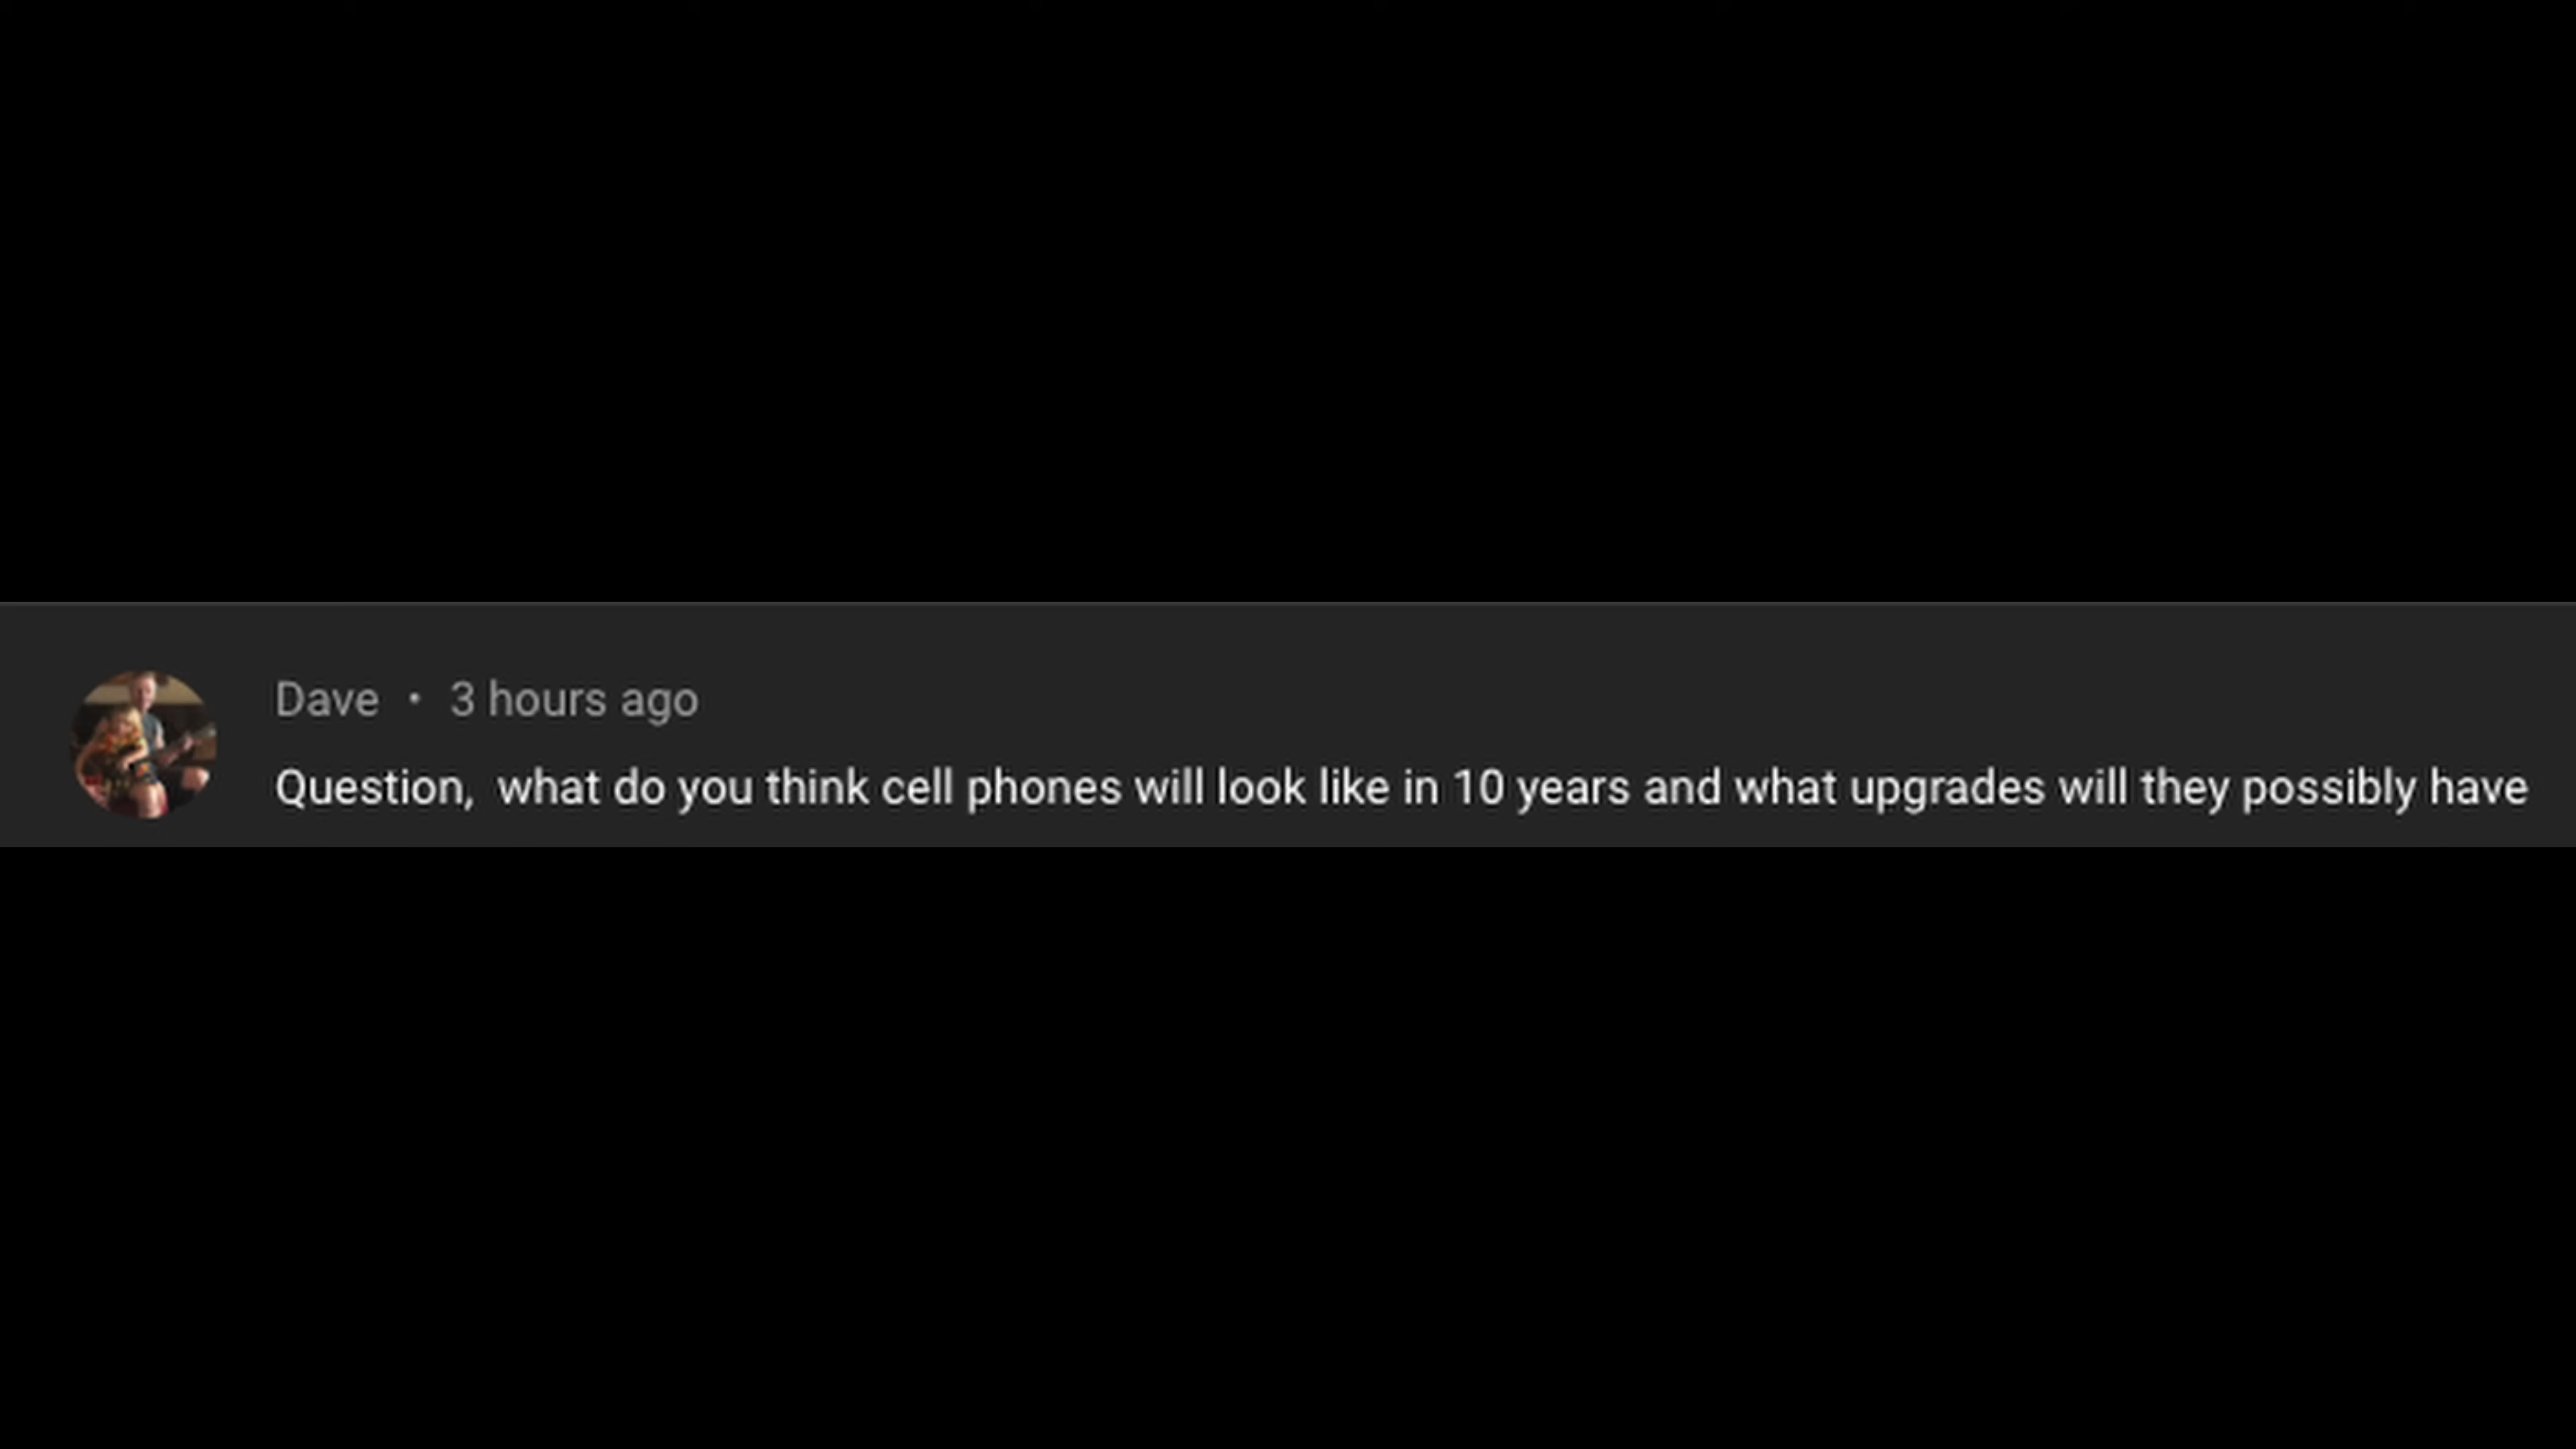 Dave • 3 hours ago
Question,  what do you think cell phones will look like in 10 years and what upgrades will they possibly have